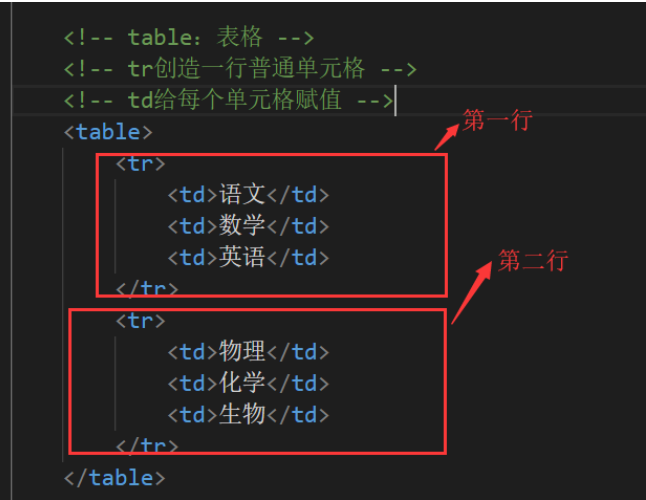 <!-- table：表格 -->
<!-- tr创造一行普通单元格 -->
<!-- td给每个单元格赋值 -->
第一行
<table>
<tr>
<td>语文</td>
<td>数学</td>
<td>英语</td>
</tr>
第二行
<tr>
<td>物理</td>
<td>化学</td>
<td>生物</td>
</tr>
</table>